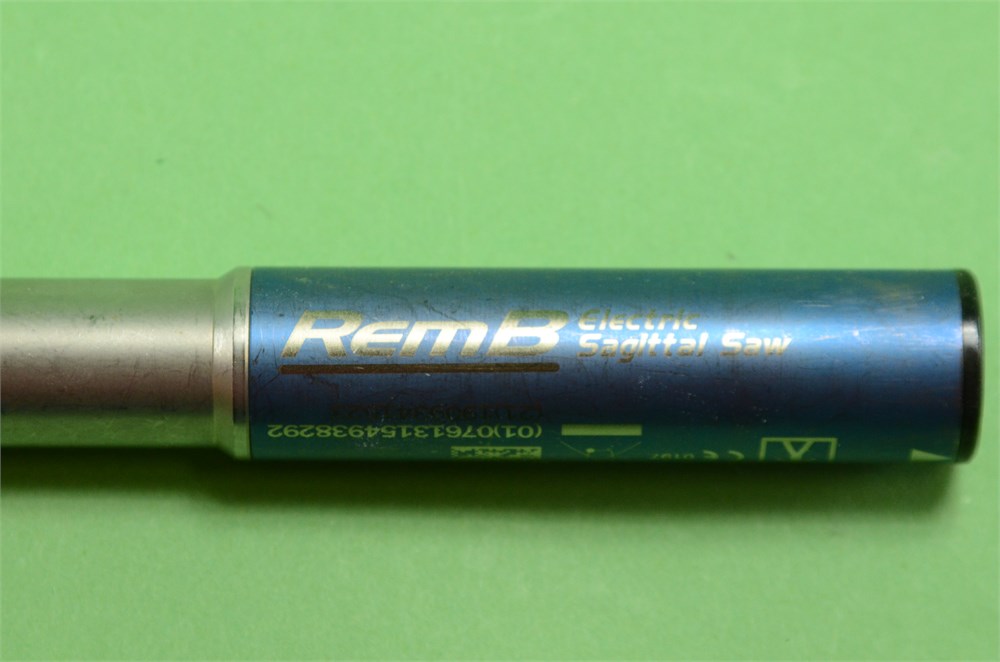 RemB Electric
Sagittal Saw
(01)07613154938292